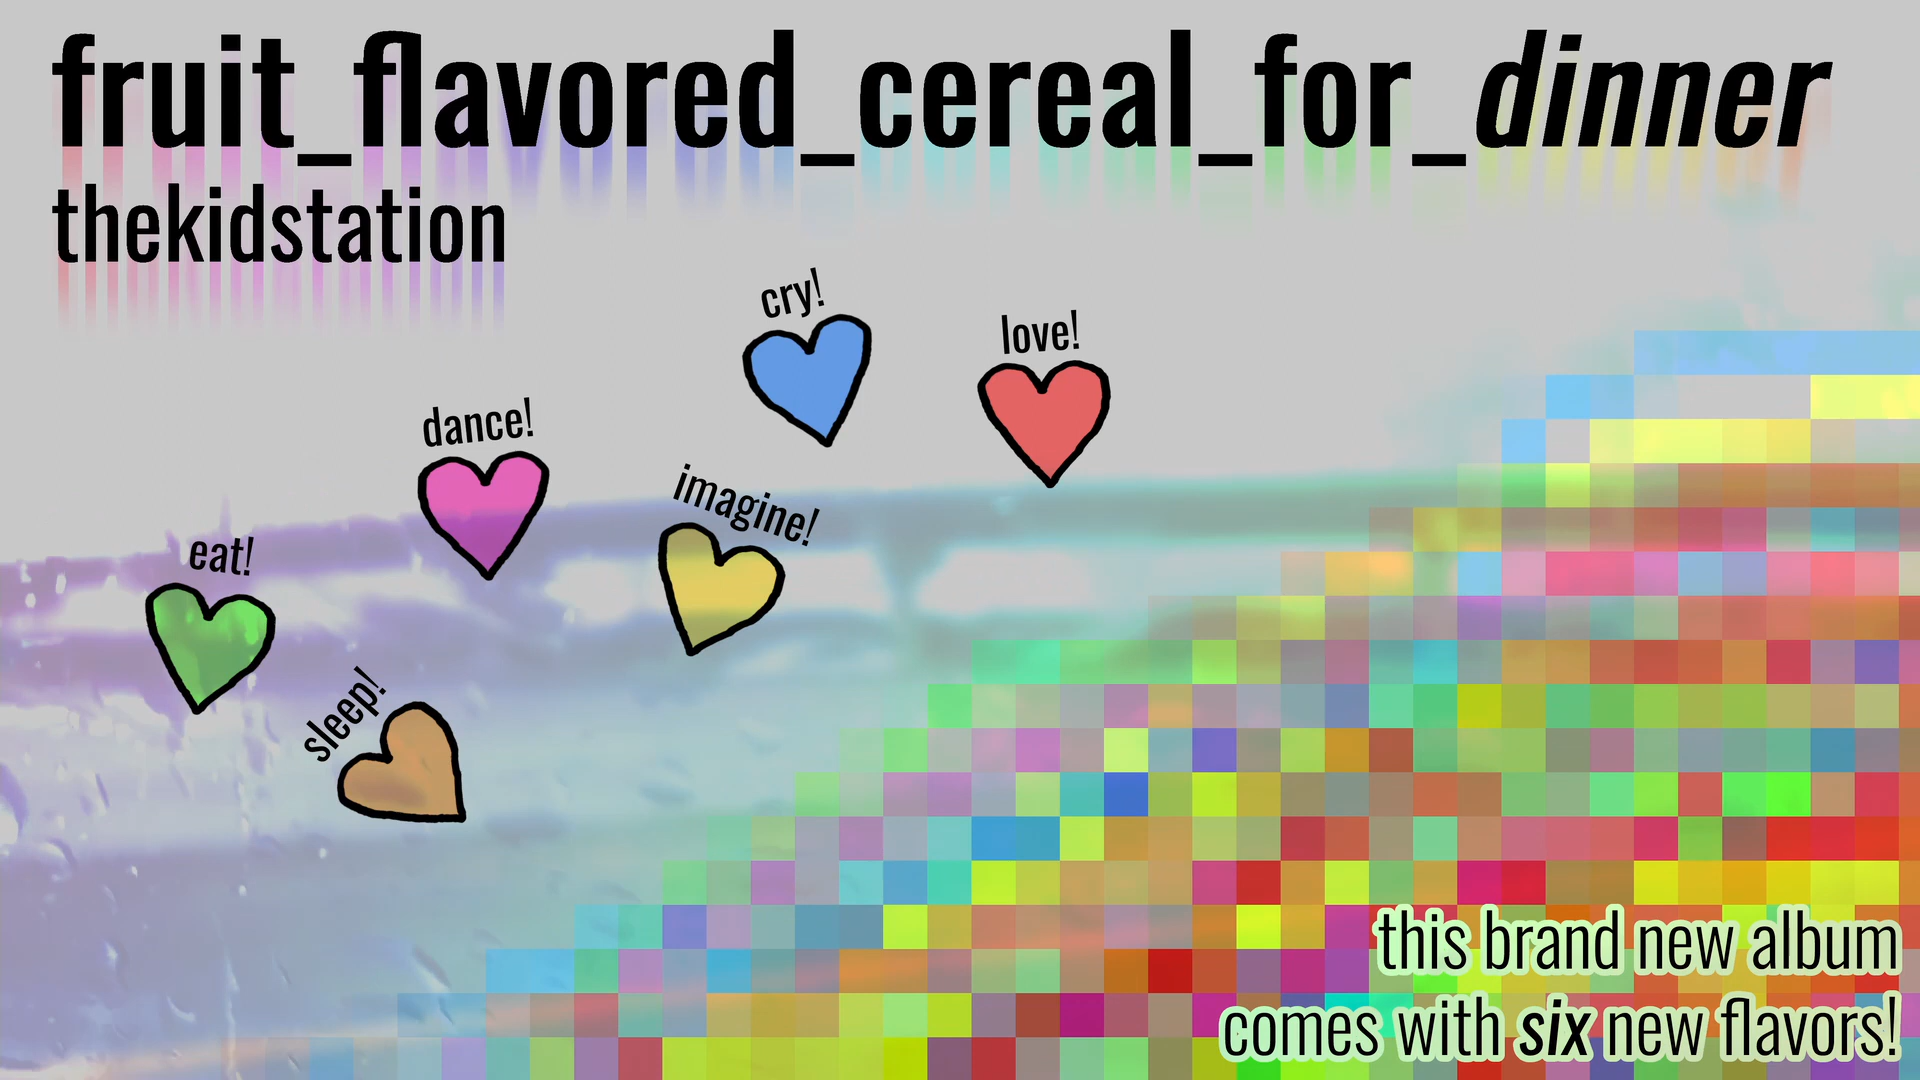 fruit_flavored_cereal_for_dinner
thekidstation
cry!
love!
dance!
imagine!
eat!
sleep!
this brand new album
comes with six new flavors!